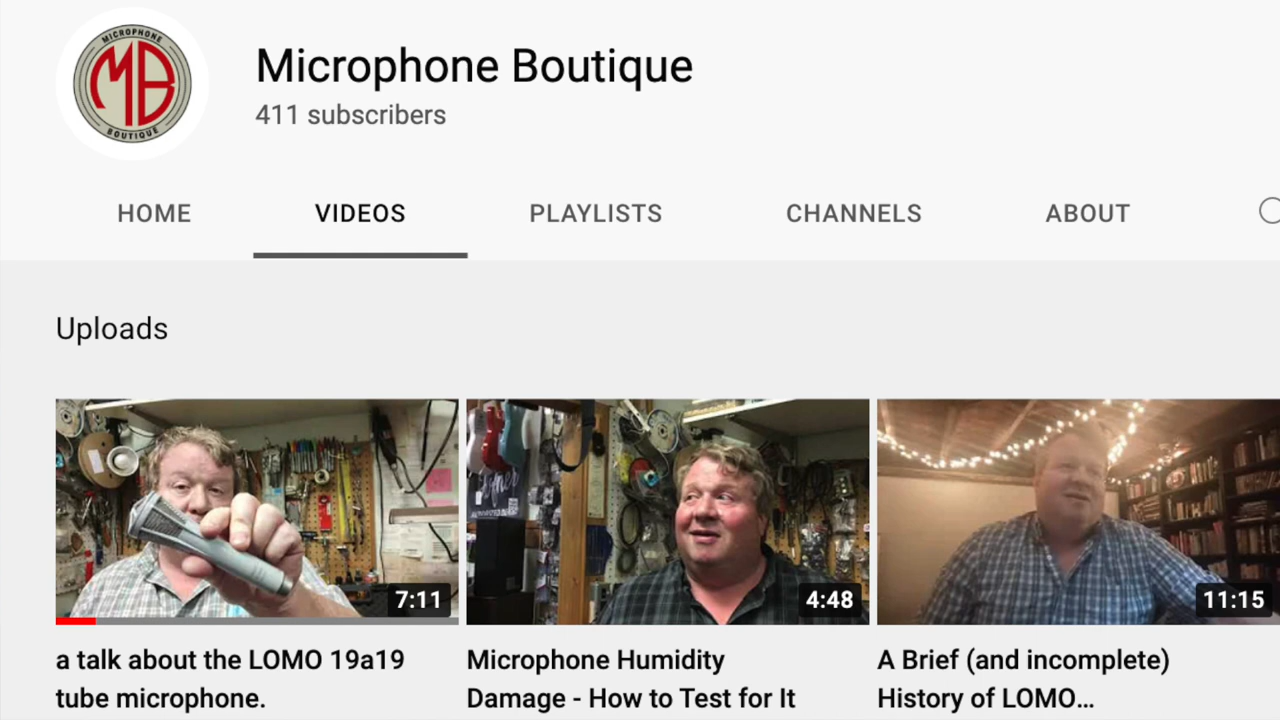 MICROPHONE
MB
BOUTIQUE
Microphone Boutique
411 subscribers
HOME VIDEOS PLAYLISTS CHANNELS ABOUT
Uploads
7:11
4:48
11:15
a talk about the LOMO 19a19
tube microphone.
Microphone Humidity
Damage - How to Test for It
A Brief (and incomplete)
History of LOMO...